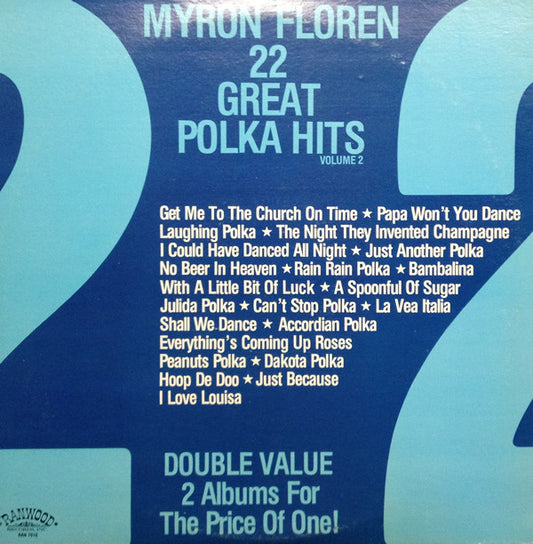 MYRON FLOREN
22
GREAT
POLKA HITS
VOLUME 2
Get Me To The Church On Time ★ Papa Won't You Dance
Laughing Polka ★ The Night They Invented Champagne
I Could Have Danced All Night ★ Just Another Polka
No Beer In Heaven ★ Rain Rain Polka ★ Bambalina
With A Little Bit Of Luck ★ A Spoonful Of Sugar
Julida Polka ★ Can't Stop Polka ★ La Vea Italia
Shall We Dance ★ Accordian Polka
Everything's Coming Up Roses
Peanuts Polka ★ Dakota Polka
Hoop De Doo ★ Just Because
I Love Louisa
22
DOUBLE VALUE
2 Albums For
The Price Of One!
RANWOOD